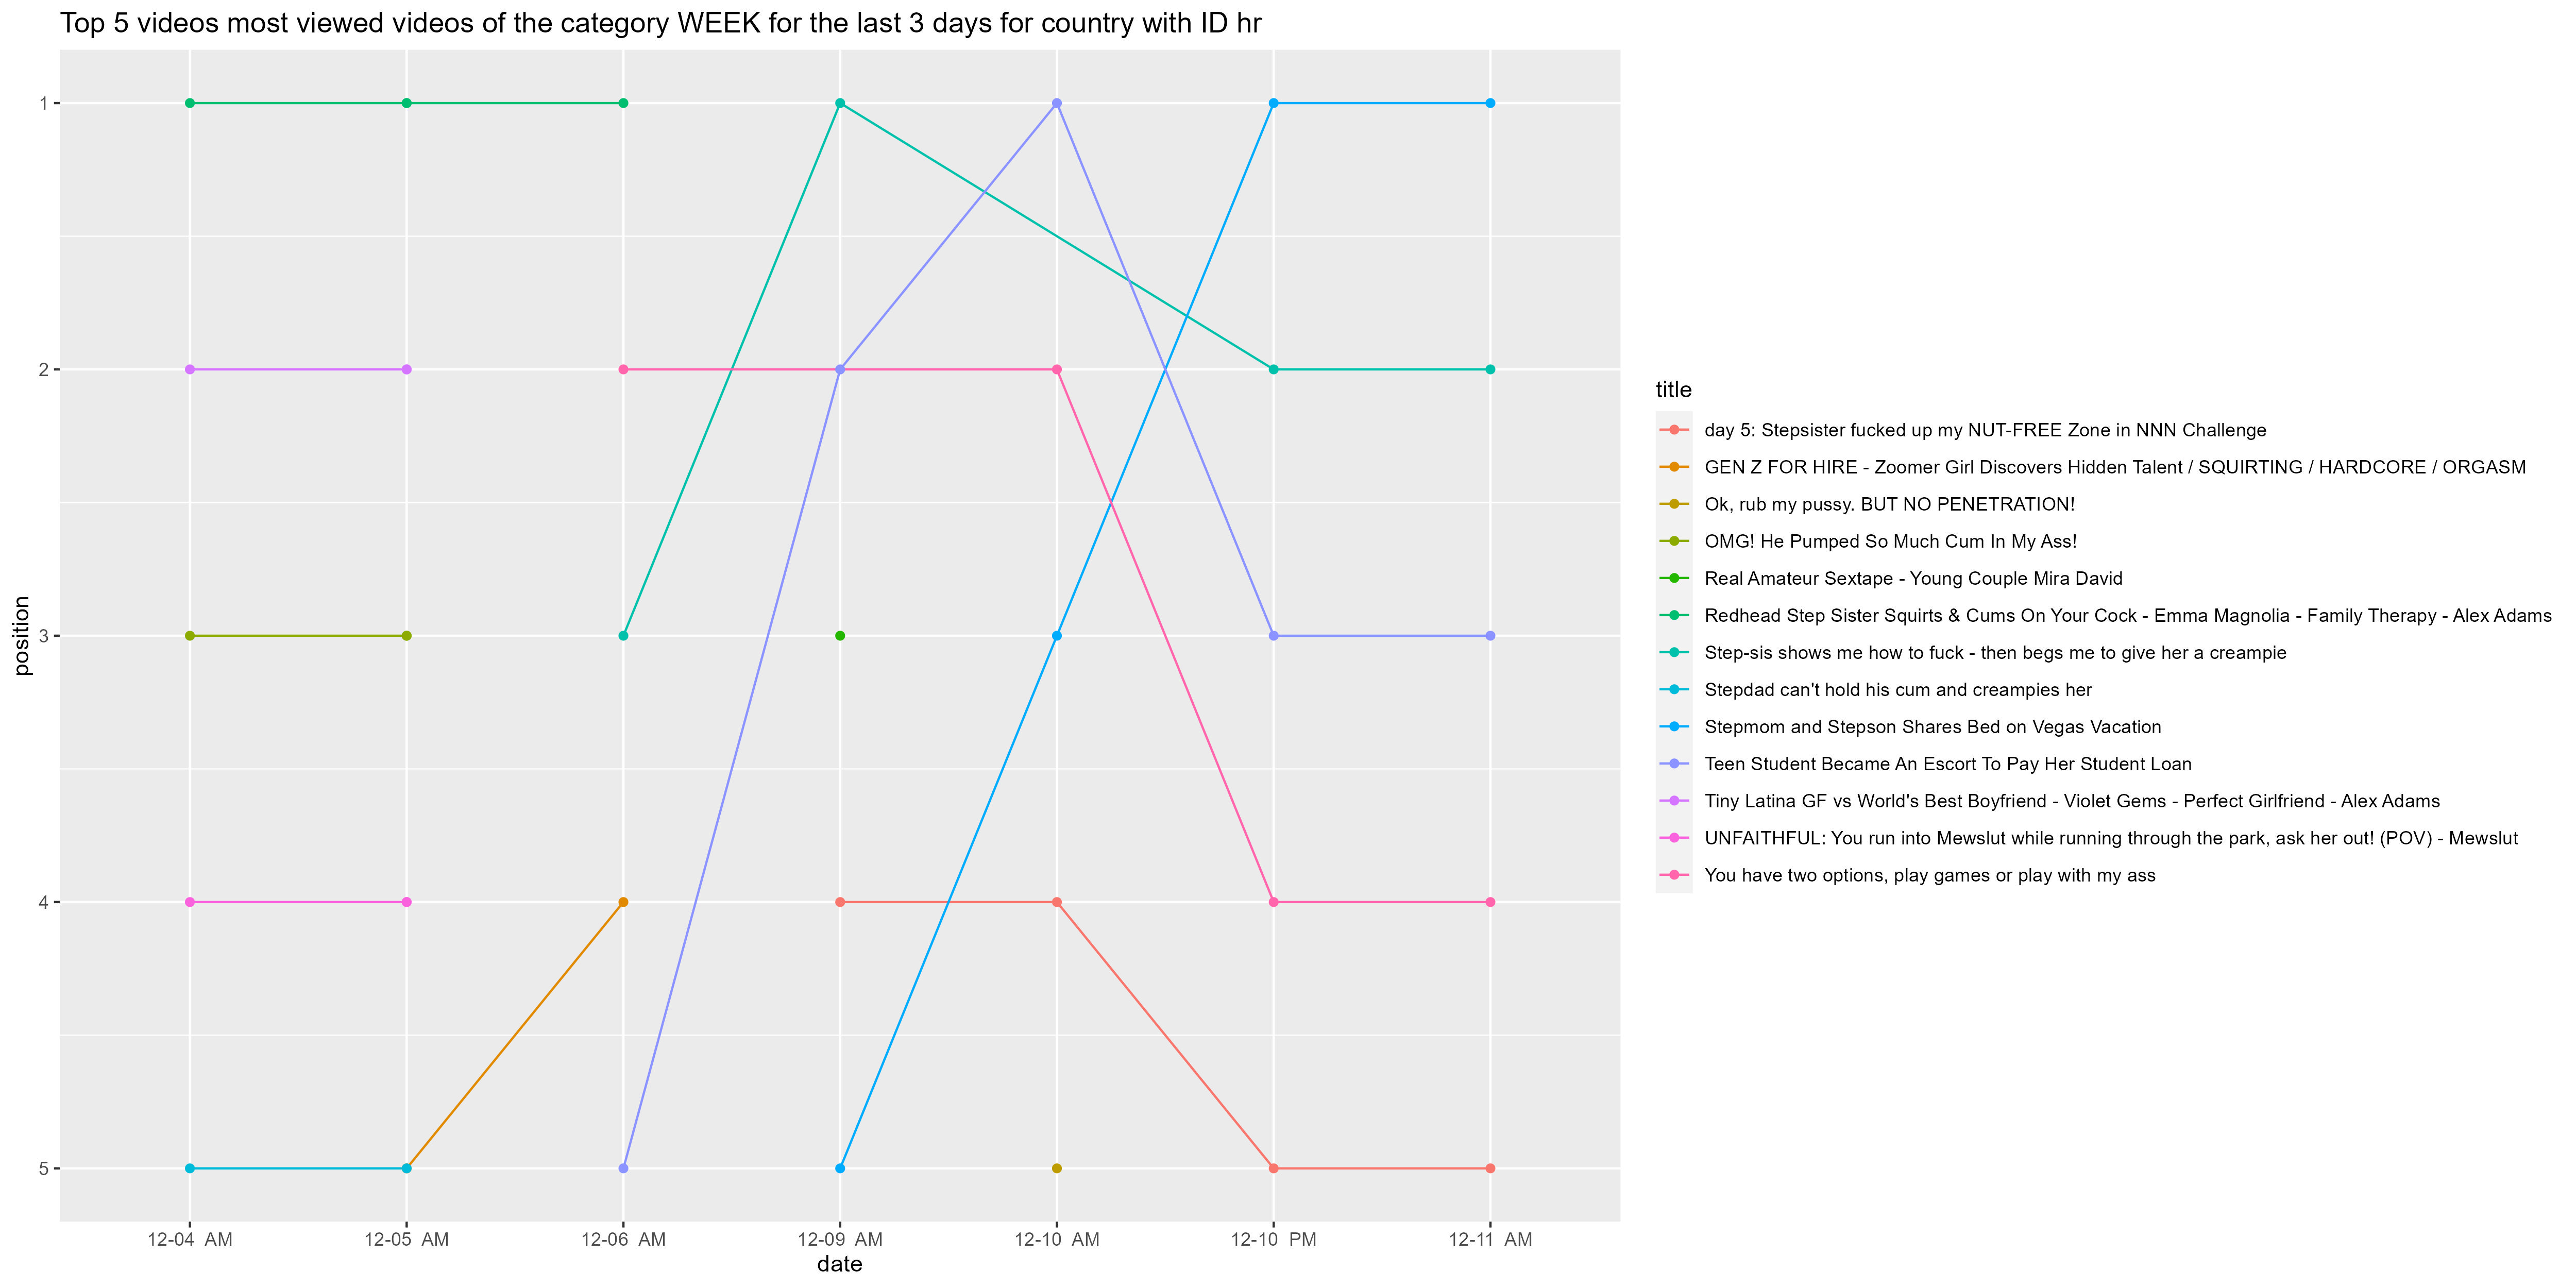 Top 5 videos most viewed videos of the category WEEK for the last 3 days for country with ID hr
1
2
3
4
5
position
12-04 AM
12-05 AM
12-06 AM
12-09 AM
12-10 AM
12-10 PM
12-11 AM
date
title
day 5: Stepsister fucked up my NUT-FREE Zone in NNN Challenge
GEN Z FOR HIRE - Zoomer Girl Discovers Hidden Talent / SQUIRTING / HARDCORE / ORGASM
Ok, rub my pussy. BUT NO PENETRATION!
OMG! He Pumped So Much Cum In My Ass!
Real Amateur Sextape - Young Couple Mira David
Redhead Step Sister Squirts & Cums On Your Cock - Emma Magnolia - Family Therapy - Alex Adams
Step-sis shows me how to fuck - then begs me to give her a creampie
Stepdad can't hold his cum and creampies her
Stepmom and Stepson Shares Bed on Vegas Vacation
Teen Student Became An Escort To Pay Her Student Loan
Tiny Latina GF vs World's Best Boyfriend - Violet Gems - Perfect Girlfriend - Alex Adams
UNFAITHFUL: You run into Mewslut while running through the park, ask her out! (POV) - Mewslut
You have two options, play games or play with my ass